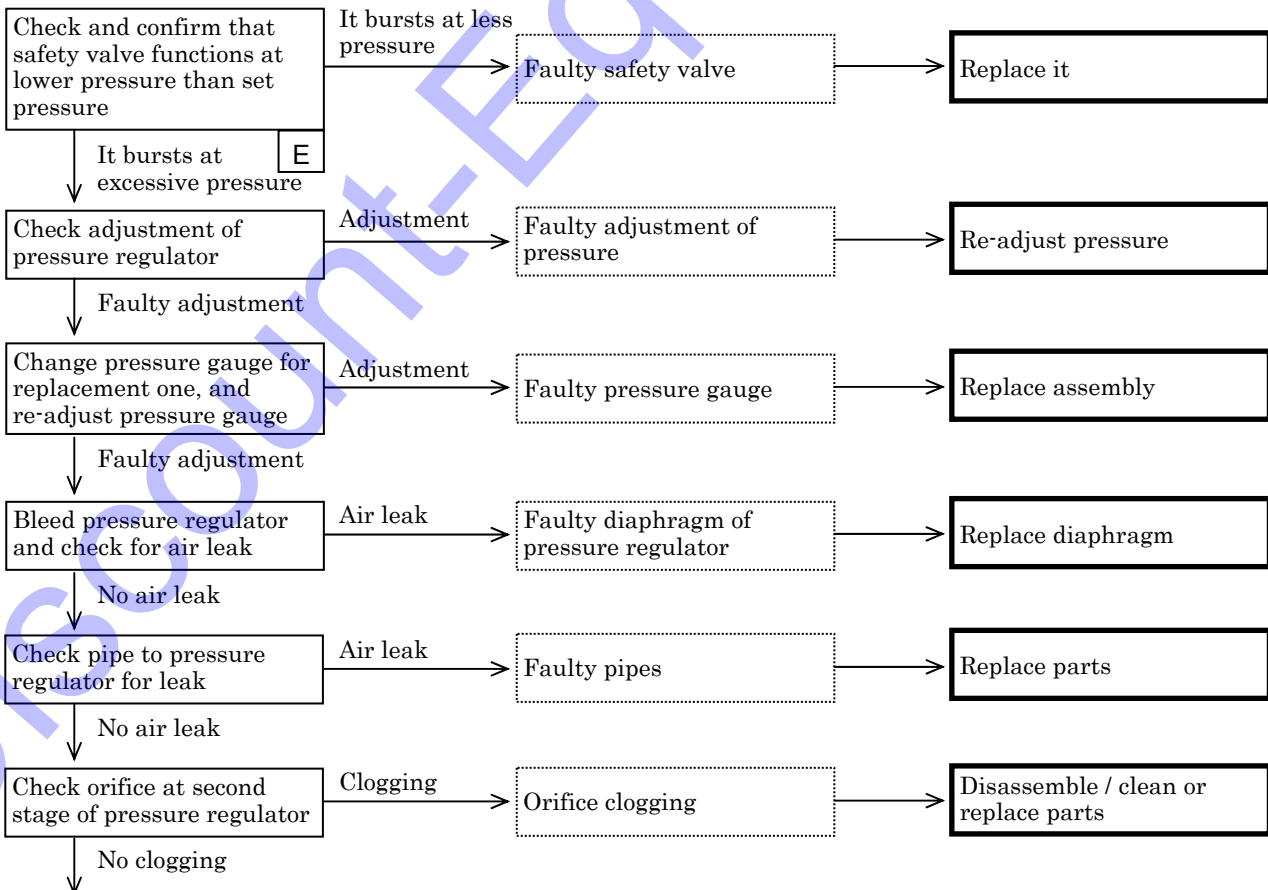 Check and confirm that
safety valve functions at
lower pressure than set
pressure
It bursts at less
pressure
Faulty safety valve
Replace it
E
It bursts at
excessive pressure
Check adjustment of
pressure regulator
Adjustment
Faulty adjustment of
pressure
Re-adjust pressure
Faulty adjustment
Change pressure gauge for
replacement one, and
re-adjust pressure gauge
Adjustment
Faulty pressure gauge
Replace assembly
Faulty adjustment
Bleed pressure regulator
and check for air leak
Air leak
Faulty diaphragm of
pressure regulator
Replace diaphragm
No air leak
Check pipe to pressure
regulator for leak
Air leak
Faulty pipes
Replace parts
No air leak
Check orifice at second
stage of pressure regulator
Clogging
Orifice clogging
Disassemble / clean or
replace parts
No clogging
iscount-Eq